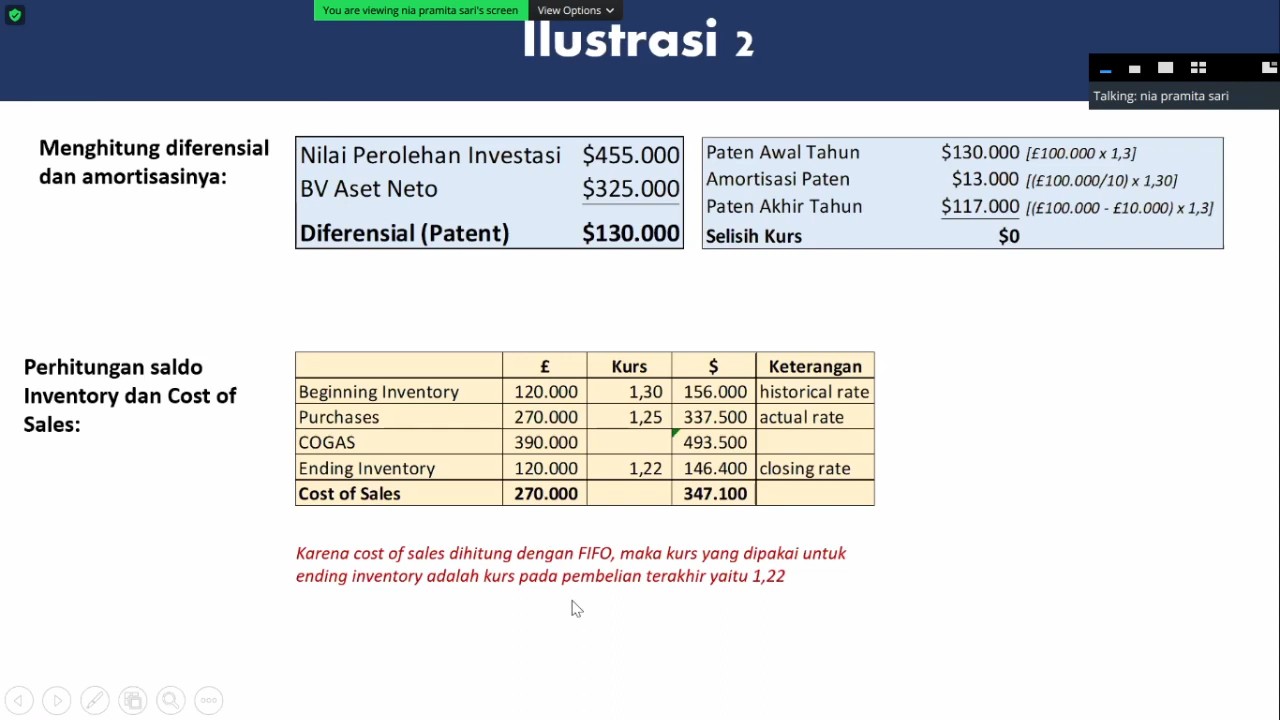 You are viewing nia pramita sari's screen
View Options
Ilustrasi 2
Talking: nia pramita sari
Menghitung diferensial
dan amortisasinya:
Nilai Perolehan Investasi $455.000
BV Aset Neto $325.000
Diferensial (Patent) $130.000
Paten Awal Tahun $130.000 [£100.000 x 1,3]
Amortisasi Paten $13.000 [(£100.000/10) x 1,30]
Paten Akhir Tahun $117.000 [(£100.000 - £10.000) x 1,3]
Selisih Kurs $0
Perhitungan saldo
Inventory dan Cost of
Sales:
£ Kurs $ Keterangan
Beginning Inventory 120.000 1,30 156.000 historical rate
Purchases 270.000 1,25 337.500 actual rate
COGAS 390.000 493.500
Ending Inventory 120.000 1,22 146.400 closing rate
Cost of Sales 270.000 347.100
Karena cost of sales dihitung dengan FIFO, maka kurs yang dipakai untuk
ending inventory adalah kurs pada pembelian terakhir yaitu 1,22